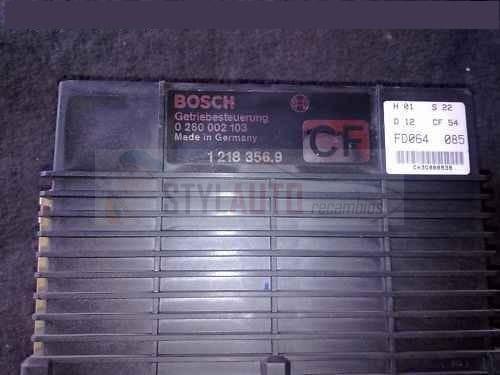 BOSCH
Getriebesteuerung
0 280 002 103
Made in Germany
CF
1 218 356.9
H 01 S 22
D 12 CF 54
FD064 085
STYLAUTO
recambios